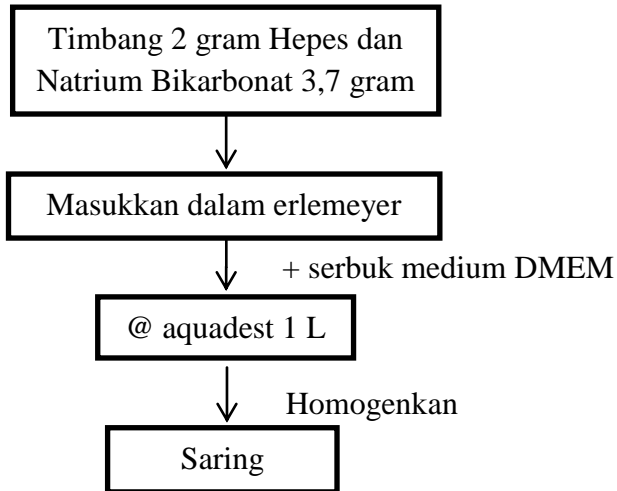 Timbang 2 gram Hepes dan
Natrium Bikarbonat 3,7 gram
Masukkan dalam erlemeyer
+ serbuk medium DMEM
@ aquadest 1 L
Homogenkan
Saring